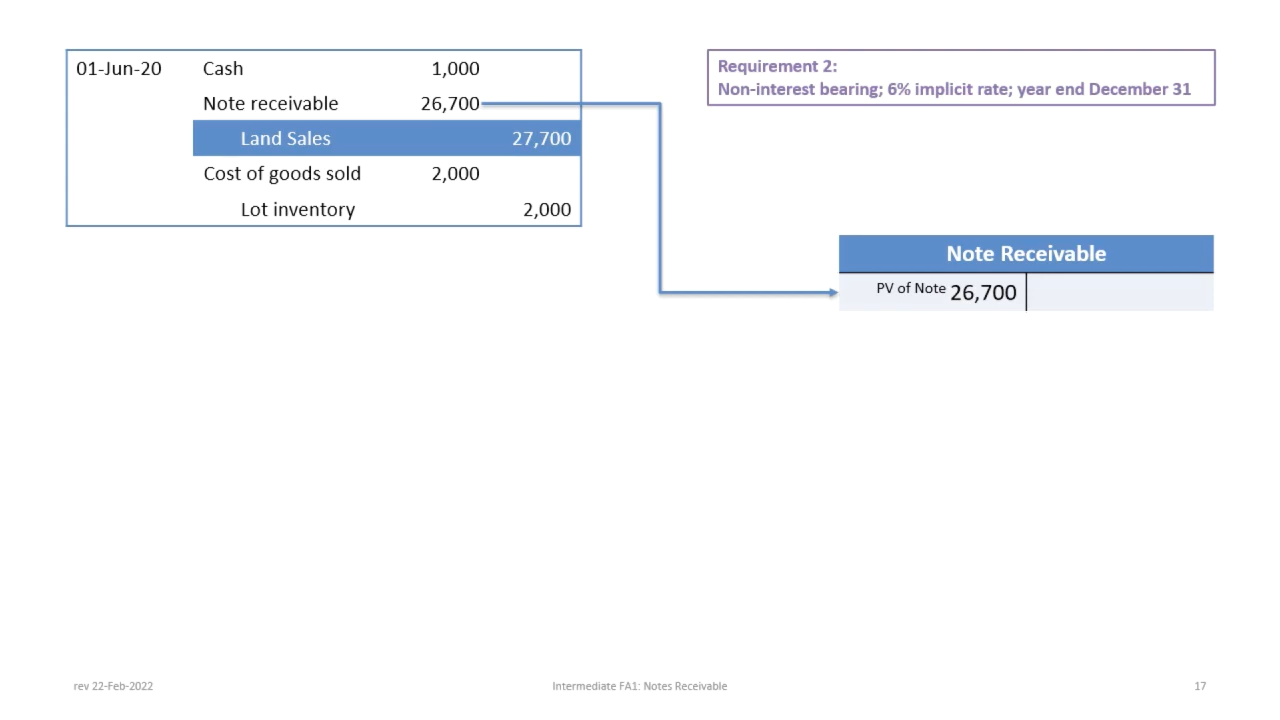 01-Jun-20 Cash 1,000
Note receivable 26,700
Land Sales 27,700
Cost of goods sold 2,000
Lot inventory 2,000
Requirement 2:
Non-interest bearing; 6% implicit rate; year end December 31
Note Receivable
PV of Note 26,700
rev 22-Feb-2022 Intermediate FA1: Notes Receivable 17